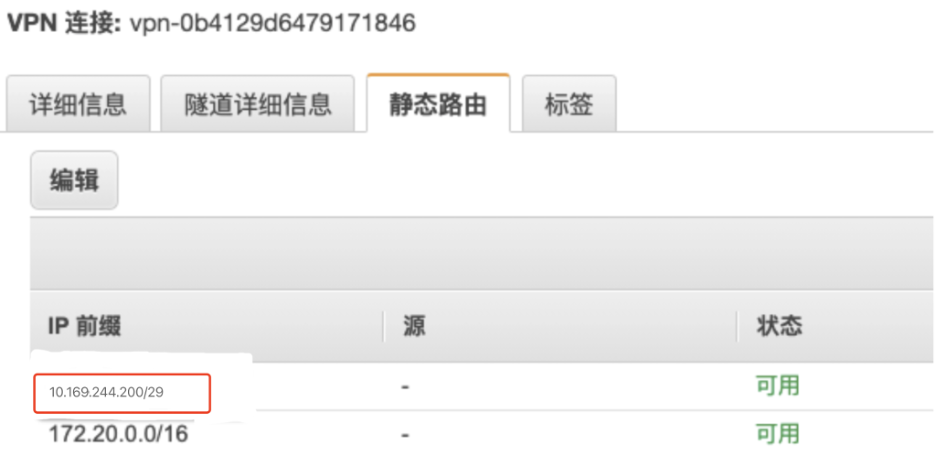 VPN 连接: vpn-0b4129d6479171846
详细信息 隧道详细信息 静态路由 标签
编辑
IP 前缀 源 状态
10.169.244.200/29 - 可用
172.20.0.0/16 - 可用